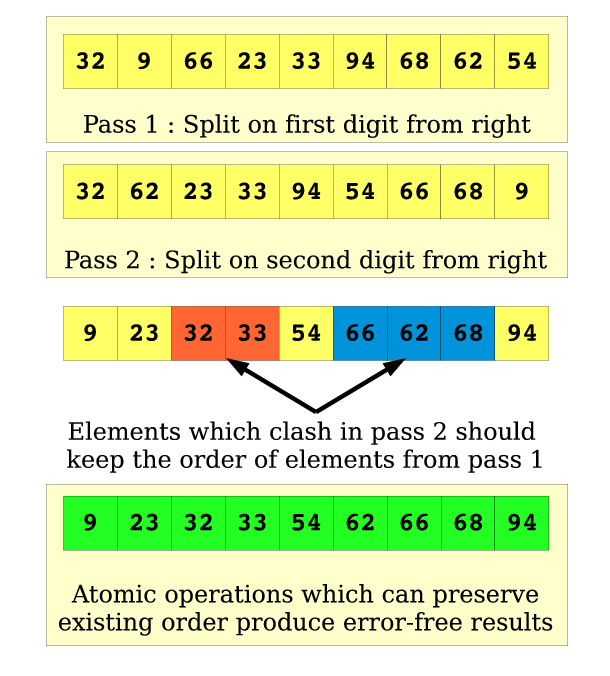 32 9 66 23 33 94 68 62 54
Pass 1 : Split on first digit from right
32 62 23 33 94 54 66 68 9
Pass 2 : Split on second digit from right
9 23 32 33 54 66 62 68 94
Elements which clash in pass 2 should
keep the order of elements from pass 1
9 23 32 33 54 62 66 68 94
Atomic operations which can preserve
existing order produce error-free results